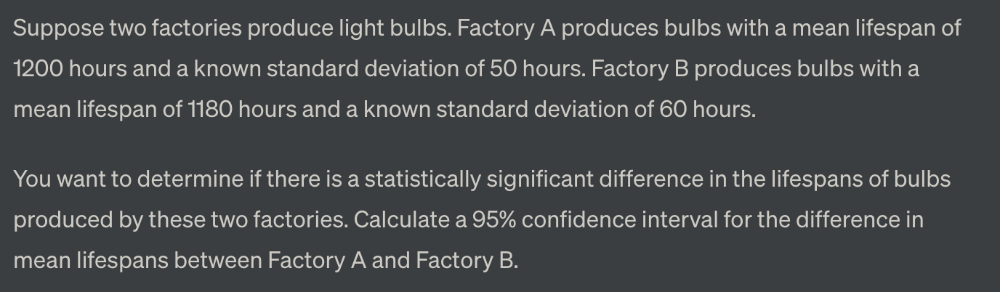 Suppose two factories produce light bulbs. Factory A produces bulbs with a mean lifespan of
1200 hours and a known standard deviation of 50 hours. Factory B produces bulbs with a
mean lifespan of 1180 hours and a known standard deviation of 60 hours.
You want to determine if there is a statistically significant difference in the lifespans of bulbs
produced by these two factories. Calculate a 95% confidence interval for the difference in
mean lifespans between Factory A and Factory B.